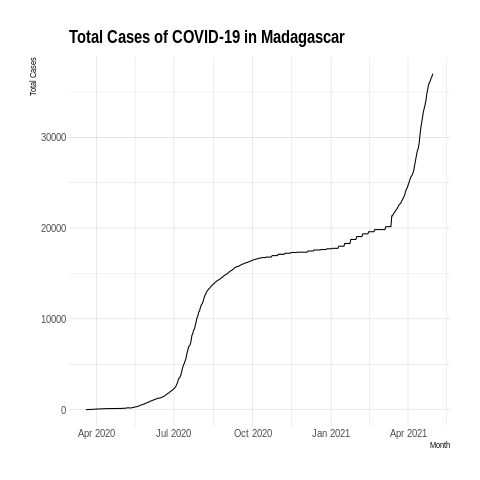 Total Cases of COVID-19 in Madagascar
Total Cases
30000
20000
10000
0
Apr 2020 Jul 2020 Oct 2020 Jan 2021 Apr 2021
Month